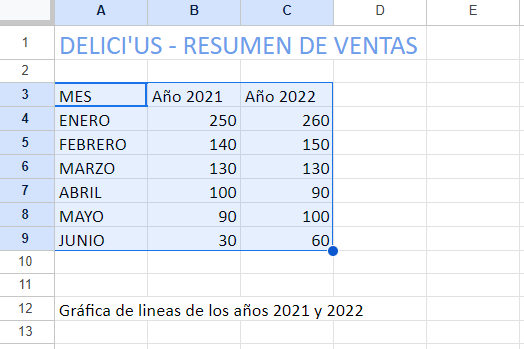 A B C D E
1 DELICI'US - RESUMEN DE VENTAS
2
3 MES Año 2021 Año 2022
4 ENERO 250 260
5 FEBRERO 140 150
6 MARZO 130 130
7 ABRIL 100 90
8 MAYO 90 100
9 JUNIO 30 60
10
11
12 Gráfica de lineas de los años 2021 y 2022
13